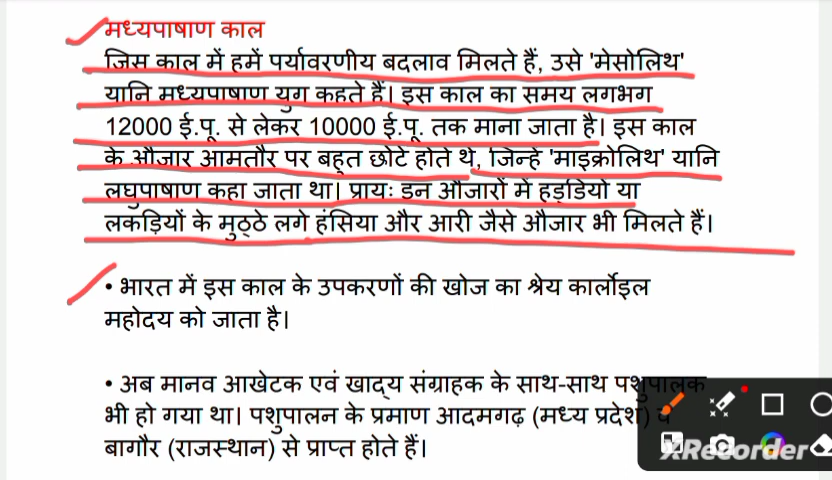 मध्यपाषाण काल
जिस काल में हमें पर्यावरणीय बदलाव मिलते हैं, उसे 'मेसोलिथ'
यानि मध्यपाषाण युग कहते हैं। इस काल का समय लगभग
12000 ई.पू. से लेकर 10000 ई.पू. तक माना जाता है। इस काल
के औजार आमतौर पर बहुत छोटे होते थे, जिन्हे 'माइक्रोलिथ' यानि
लघुपाषाण कहा जाता था। प्रायः इन औजारों में हड्डियो या
लकड़ियों के मुठ्ठे लगे हंसिया और आरी जैसे औजार भी मिलते हैं।
• भारत में इस काल के उपकरणों की खोज का श्रेय कार्लोइल
महोदय को जाता है।
• अब मानव आखेटक एवं खाद्य संग्राहक के साथ-साथ पशुपालक
भी हो गया था। पशुपालन के प्रमाण आदमगढ़ (मध्य प्रदेश) व
बागौर (राजस्थान) से प्राप्त होते हैं।
XRecorder